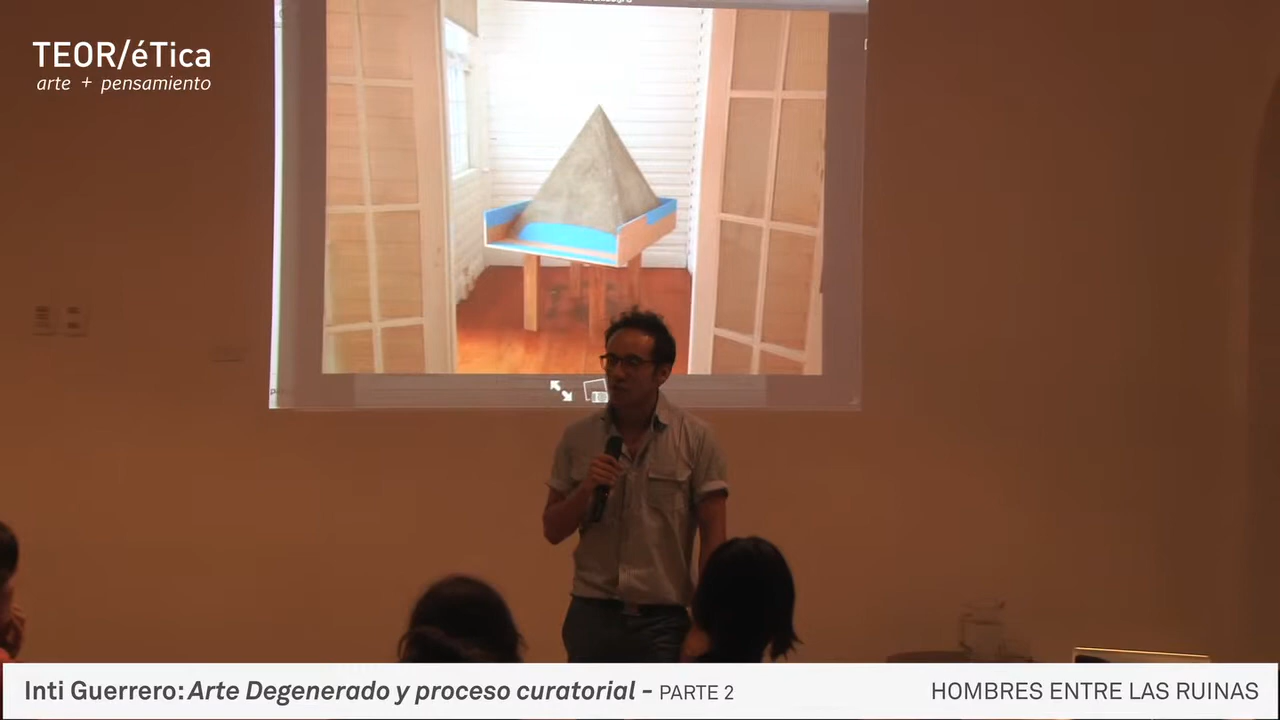 TEOR/éTica
arte + pensamiento
Inti Guerrero: Arte Degenerado y proceso curatorial - PARTE 2
HOMBRES ENTRE LAS RUINAS